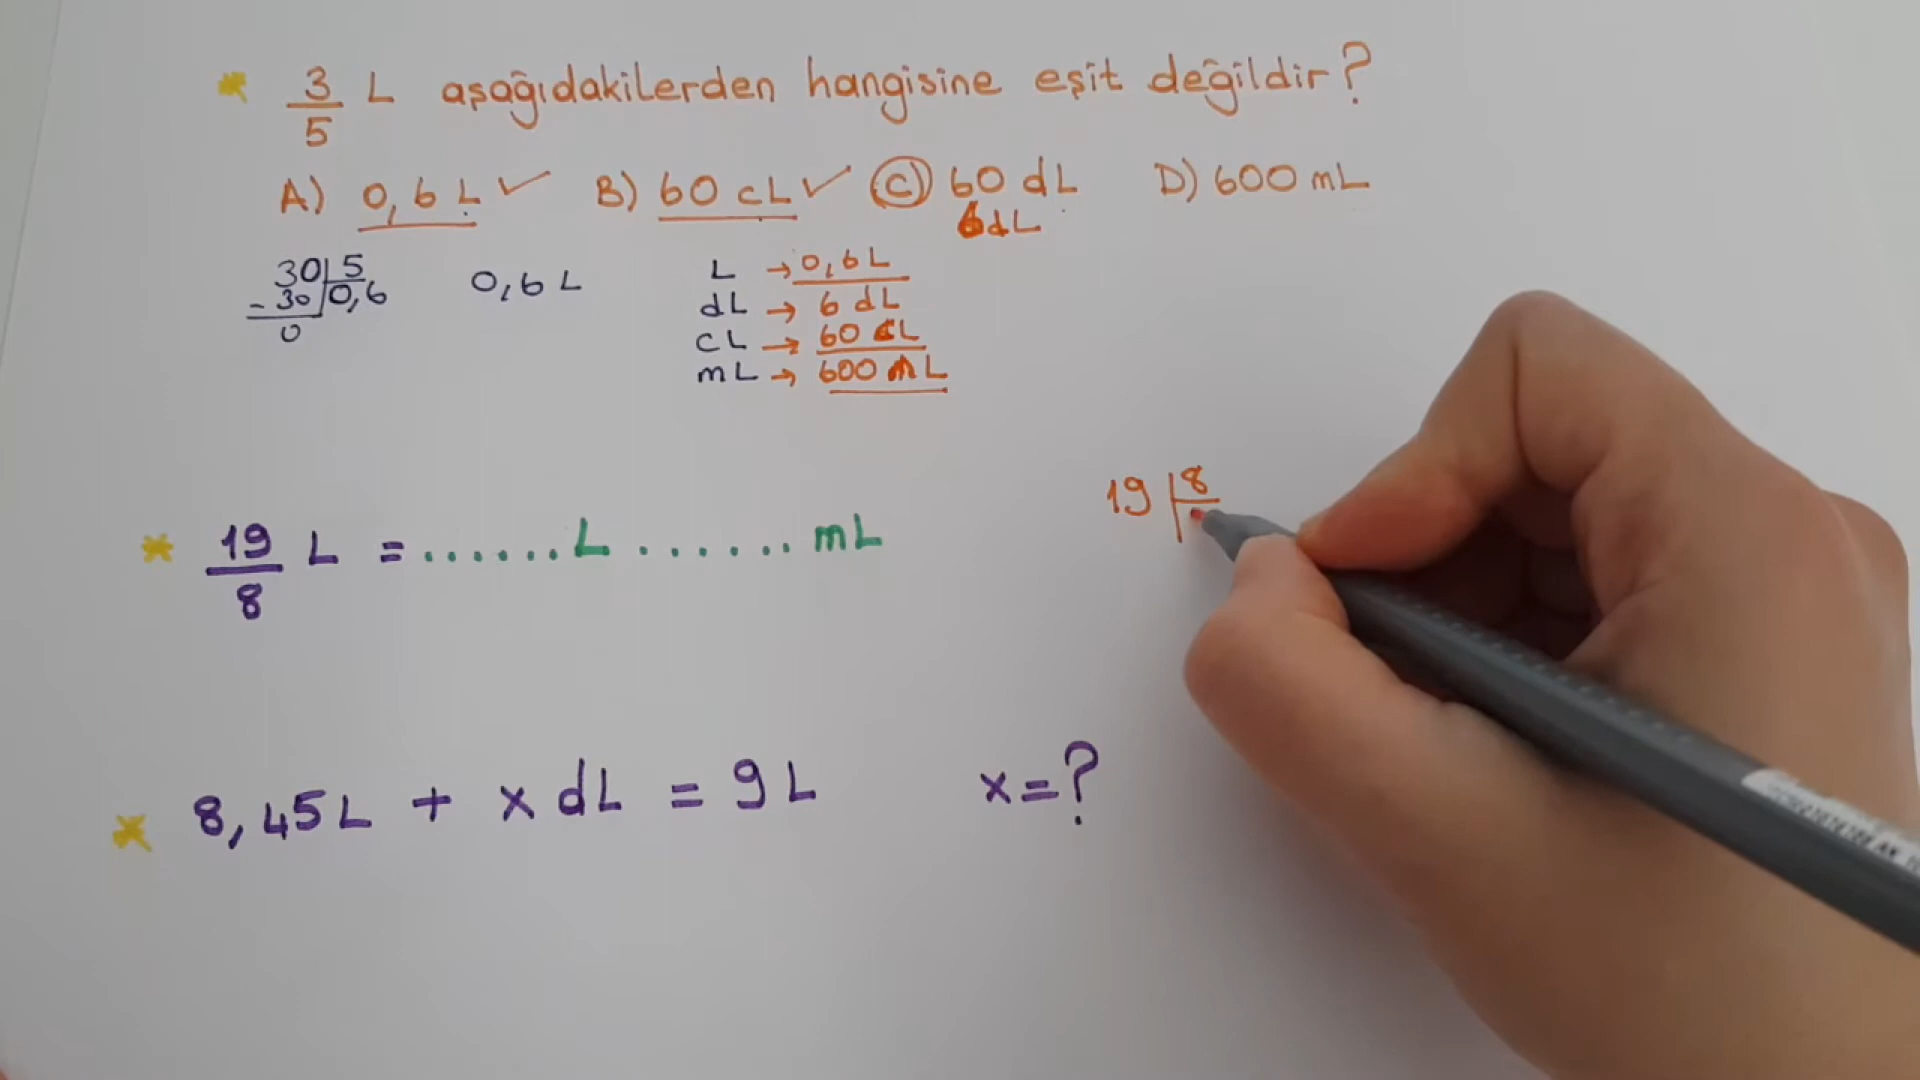 * 3/5 L aşağıdakilerden hangisine eşit değildir?
A) 0,6 L ✓ B) 60 cL ✓ C) 60 dL D) 600 mL
6 dL
30 | 5
- 30 | 0,6
0
0,6 L
L → 0,6 L
dL → 6 dL
cL → 60 cL
mL → 600 mL
19 | 8
* 19/8 L = ...... L ....... mL
* 8,45 L + x dL = 9 L x = ?